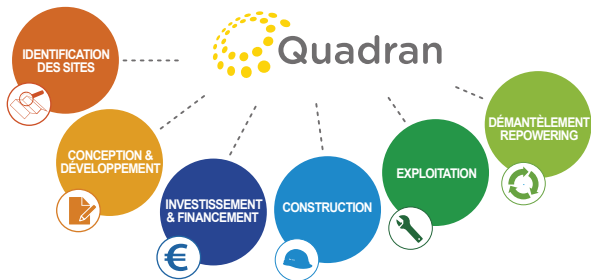 Quadran
IDENTIFICATION
DES SITES
CONCEPTION &
DÉVELOPPEMENT
INVESTISSEMENT
& FINANCEMENT
€
CONSTRUCTION
EXPLOITATION
DÉMANTÈLEMENT
REPOWERING